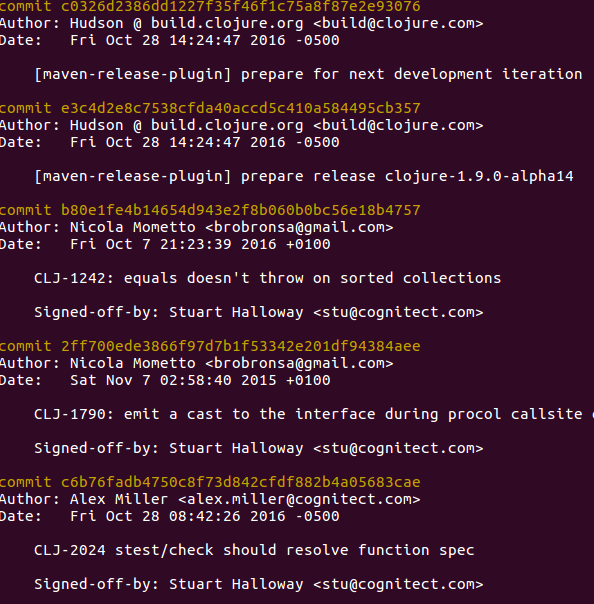 commit c0326d2386dd1227f35f46f1c75a8f87e2e93076
Author: Hudson @ build.clojure.org <build@clojure.com>
Date:   Fri Oct 28 14:24:47 2016 -0500
[maven-release-plugin] prepare for next development iteration
commit e3c4d2e8c7538cfda40accd5c410a584495cb357
Author: Hudson @ build.clojure.org <build@clojure.com>
Date:   Fri Oct 28 14:24:47 2016 -0500
[maven-release-plugin] prepare release clojure-1.9.0-alpha14
commit b80e1fe4b14654d943e2f8b060b0bc56e18b4757
Author: Nicola Mometto <brobronsa@gmail.com>
Date:   Fri Oct 7 21:23:39 2016 +0100
CLJ-1242: equals doesn't throw on sorted collections
Signed-off-by: Stuart Halloway <stu@cognitect.com>
commit 2ff700ede3866f97d7b1f53342e201df94384aee
Author: Nicola Mometto <brobronsa@gmail.com>
Date:   Sat Nov 7 02:58:40 2015 +0100
CLJ-1790: emit a cast to the interface during procol callsite
Signed-off-by: Stuart Halloway <stu@cognitect.com>
commit c6b76fadb4750c8f73d842cfdf882b4a05683cae
Author: Alex Miller <alex.miller@cognitect.com>
Date:   Fri Oct 28 08:42:26 2016 -0500
CLJ-2024 stest/check should resolve function spec
Signed-off-by: Stuart Halloway <stu@cognitect.com>